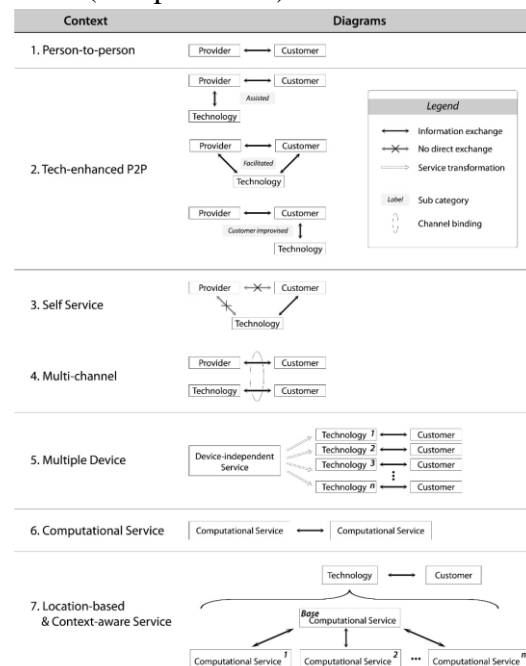 Context Diagrams
1. Person-to-person
Provider Customer
2. Tech-enhanced P2P
Provider Customer
Assisted
Technology
Provider Customer
Facilitated
Technology
Provider Customer
Customer improvised
Technology
Legend
Information exchange
No direct exchange
Service transformation
Label Sub category
Channel binding
3. Self Service
Provider Customer
Technology
4. Multi-channel
Provider Customer
Technology Customer
5. Multiple Device
Device-independent
Service
Technology 1 Customer
Technology 2 Customer
Technology 3 Customer
Technology n Customer
6. Computational Service
Computational Service Computational Service
7. Location-based
& Context-aware Service
Technology Customer
Base
Computational Service
Computational Service 1 Computational Service 2 ••• Computational Service n